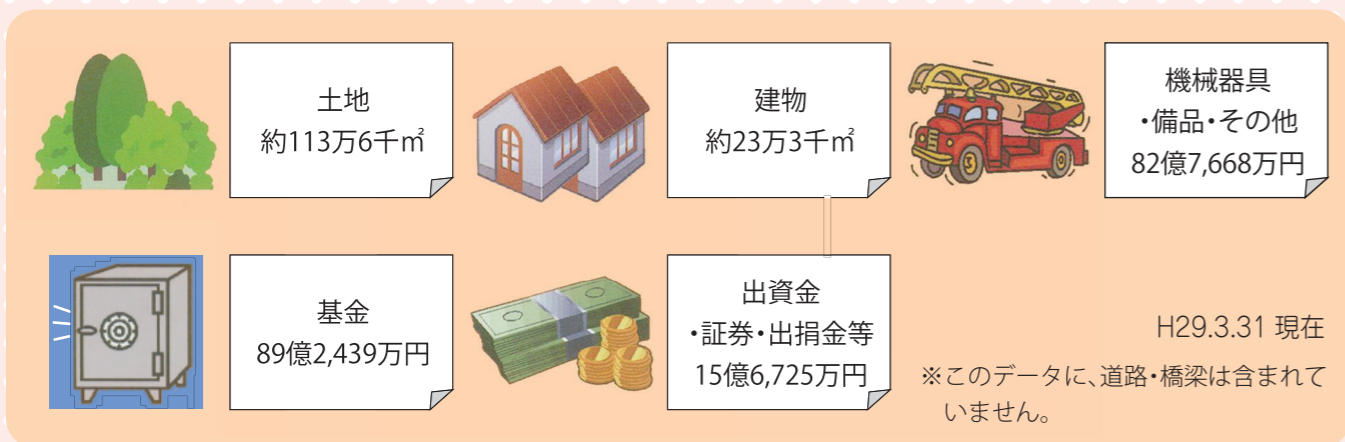 土地
約113万6千㎡
建物
約23万3千㎡
機械器具
・備品・その他
82億7,668万円
基金
89億2,439万円
出資金
・証券・出捐金等
15億6,725万円
H29.3.31 現在
※このデータに、道路・橋梁は含まれて
いません。